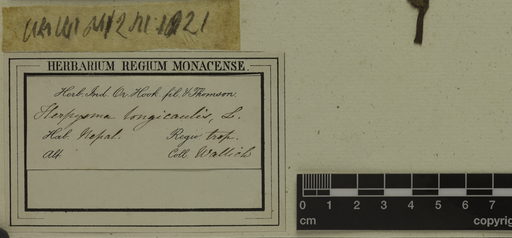 HERBARIUM REGIUM MONACENSE.
Herb. Ind. Or. Hook. fil. & Thomson.
Herpysma longicaulis, L.
Hab. Nepal. Regio trop.
Alt. Coll. Wallich
0 1 2 3 4 5 6 7
cm